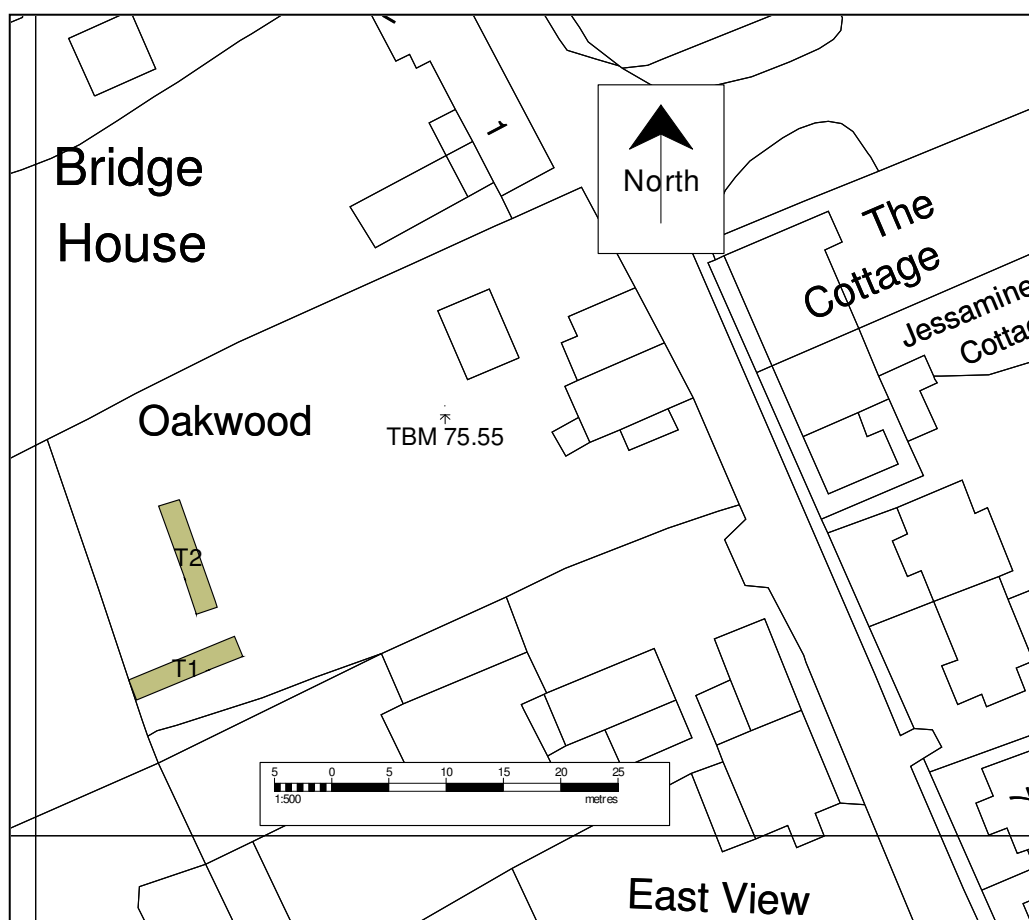 1
Bridge
House
North
The
Cottage
Jessamine
Oakwood
TBM 75.55
T2
T1
5 0 5 10 15 20 25
1:500 metres
East View